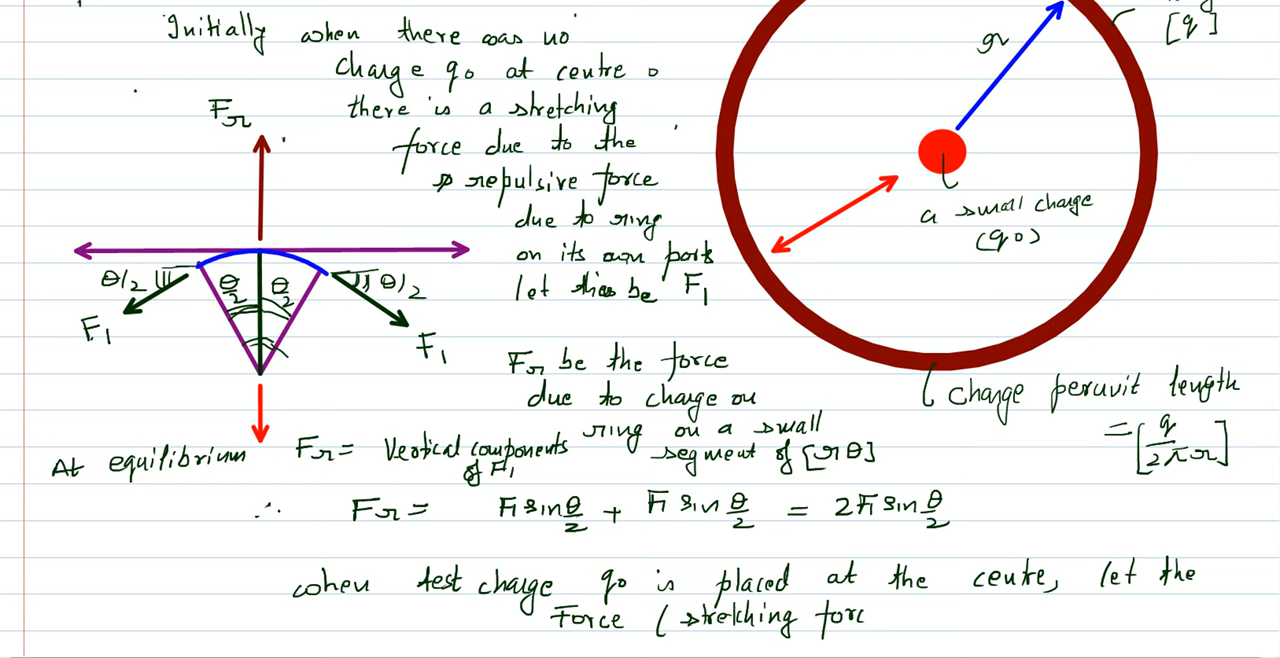 Initially when there was no
charge q0 at centre
there is a stretching
force due to the
repulsive force
due to ring
on its own parts
let this be F1
Fr
θ/2
θ/2
θ/2
θ/2
F1
F1
Fr be the force
due to charge on
ring on a small
segment of [rθ]
r
[q]
a small charge
(q0)
charge perunit length
= [q/2πr]
At equilibrium Fr = Vertical components
of F1
∴ Fr = F1 sin θ/2 + F1 sin θ/2 = 2F1 sin θ/2
when test charge q0 is placed at the centre, let the
Force (stretching forc